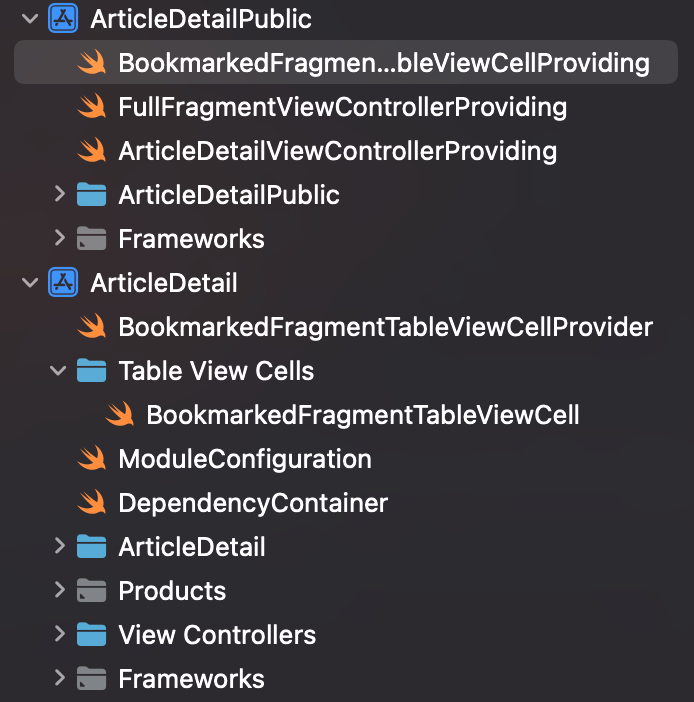 ArticleDetailPublic
BookmarkedFragmen...bleViewCellProviding
FullFragmentViewControllerProviding
ArticleDetailViewControllerProviding
ArticleDetailPublic
Frameworks
ArticleDetail
BookmarkedFragmentTableViewCellProvider
Table View Cells
BookmarkedFragmentTableViewCell
ModuleConfiguration
DependencyContainer
ArticleDetail
Products
View Controllers
Frameworks